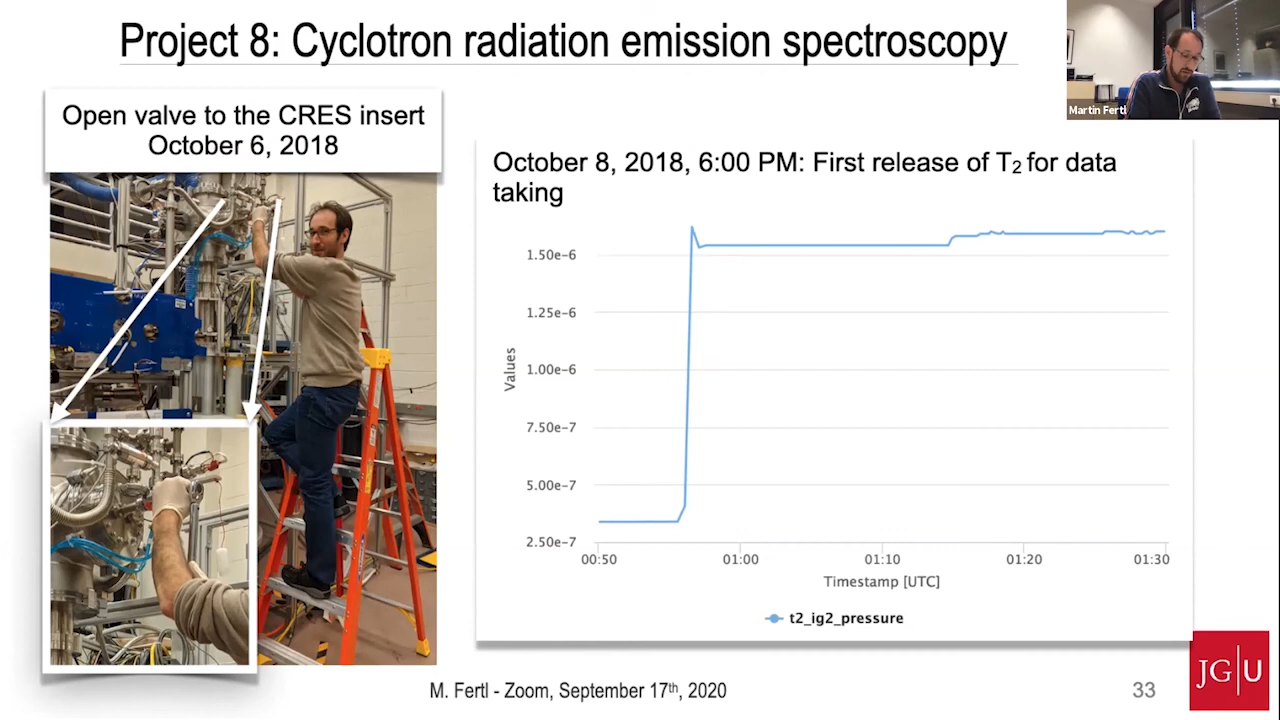 Project 8: Cyclotron radiation emission spectroscopy
Martin Fertl
Open valve to the CRES insert
October 6, 2018
October 8, 2018, 6:00 PM: First release of T2 for data
taking
1.50e-6
1.25e-6
1.00e-6
7.50e-7
5.00e-7
2.50e-7
Values
00:50 01:00 01:10 01:20 01:30
Timestamp [UTC]
t2_ig2_pressure
M. Fertl - Zoom, September 17th, 2020
33
JG|U